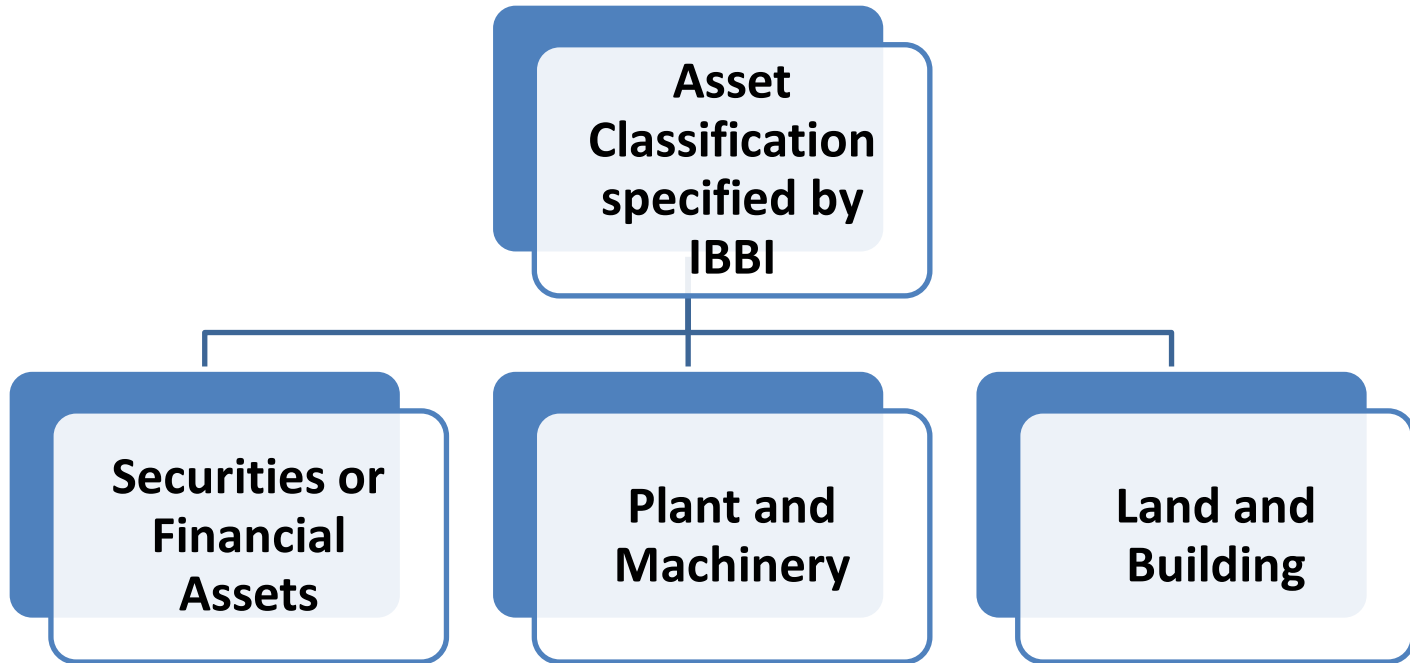 Asset
Classification
specified by
IBBI
Securities or
Financial
Assets
Plant and
Machinery
Land and
Building